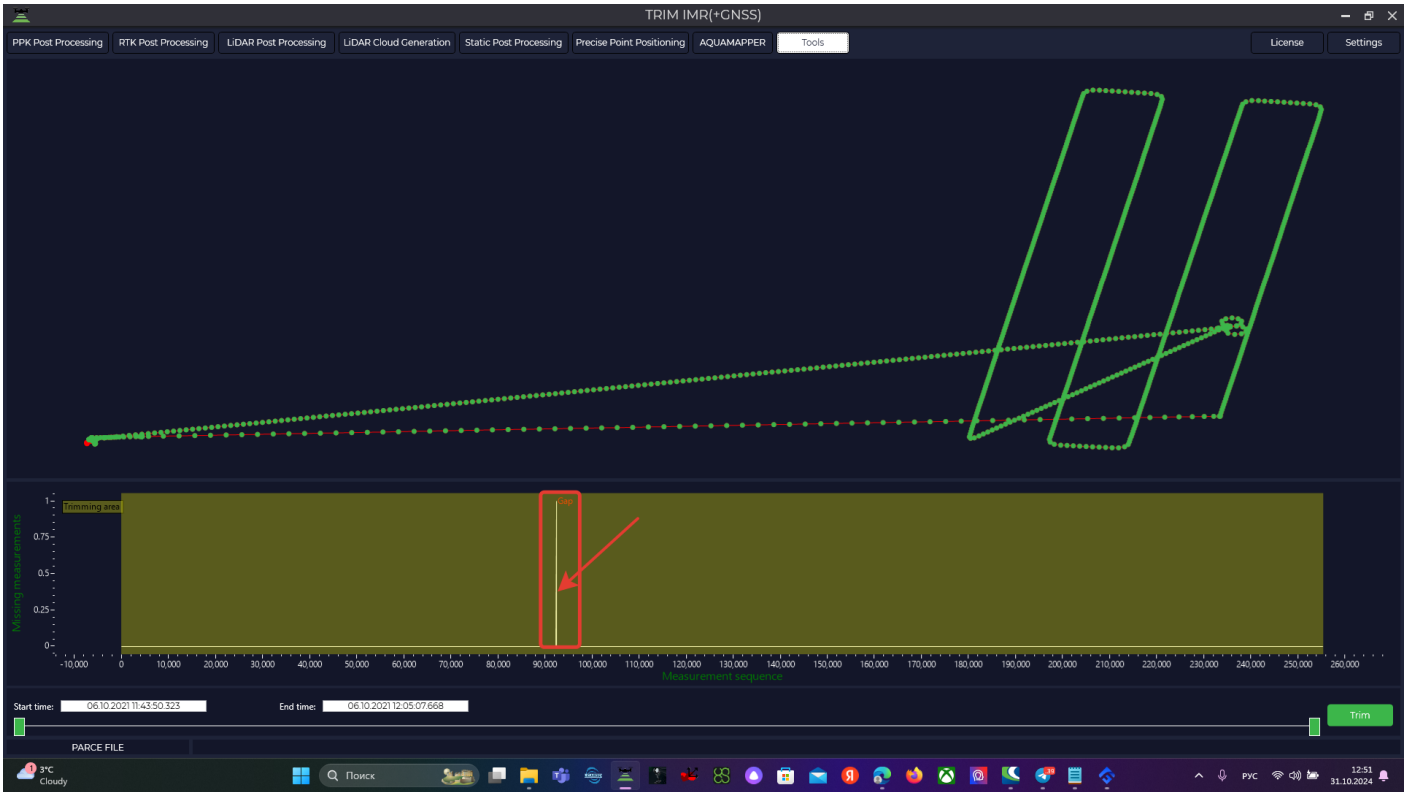 TRIM IMR(+GNSS)
PPK Post Processing RTK Post Processing LiDAR Post Processing LiDAR Cloud Generation Static Post Processing Precise Point Positioning AQUAMAPPER Tools License Settings
Trimming area
Gap
Missing measurements
1
0.75
0.5
0.25
0
-10,000 0 10,000 20,000 30,000 40,000 50,000 60,000 70,000 80,000 90,000 100,000 110,000 120,000 130,000 140,000 150,000 160,000 170,000 180,000 190,000 200,000 210,000 220,000 230,000 240,000 250,000 260,000
Measurement sequence
Start time: 06.10.2021 11:43:50.323 End time: 06.10.2021 12:05:07.668
Trim
PARCE FILE
1 3°C
Cloudy
Поиск
РУС
12:51
31.10.2024